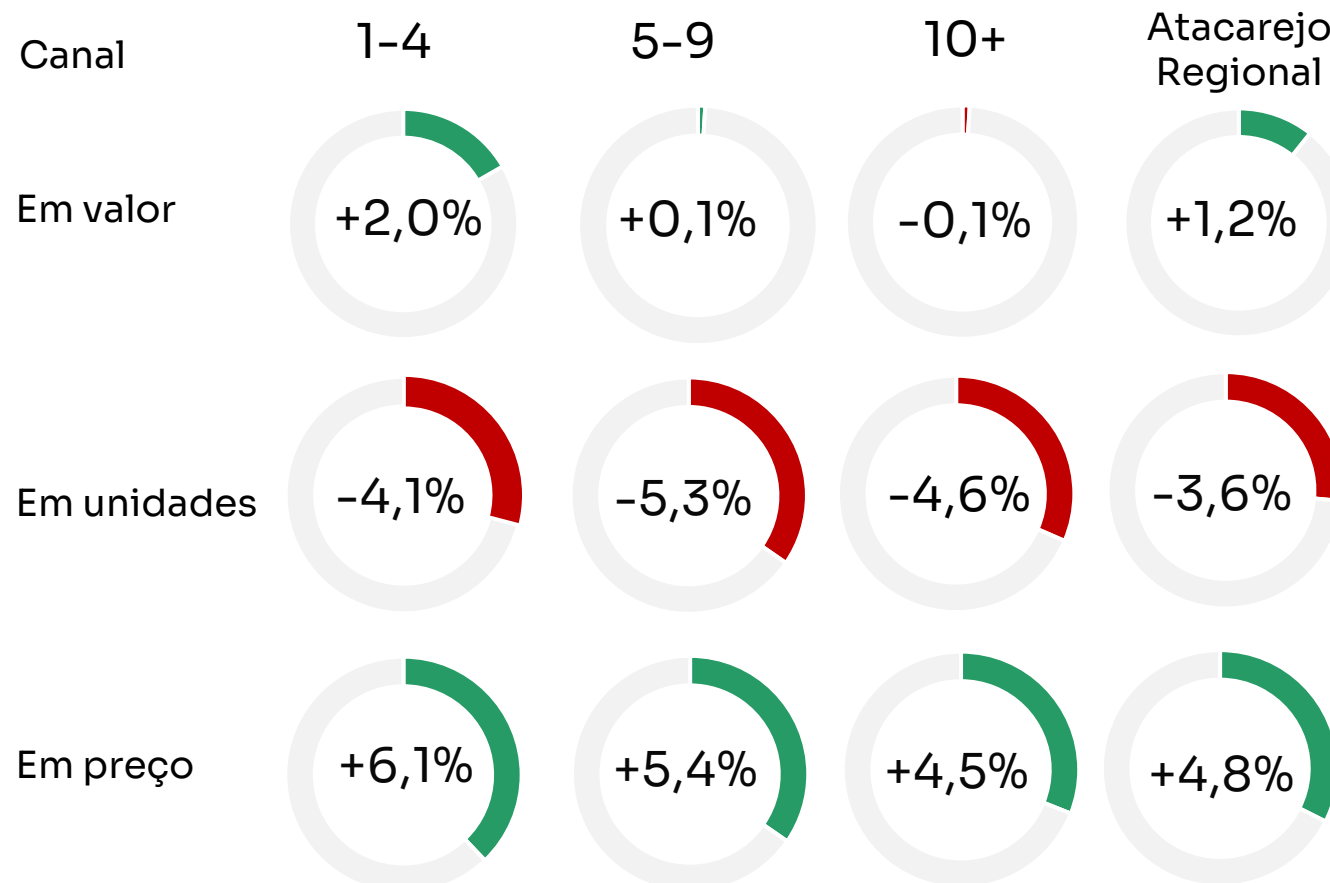 Canal
1-4
5-9
10+
Atacarejo
Regional
Em valor
+2,0%
+0,1%
-0,1%
+1,2%
Em unidades
-4,1%
-5,3%
-4,6%
-3,6%
Em preço
+6,1%
+5,4%
+4,5%
+4,8%